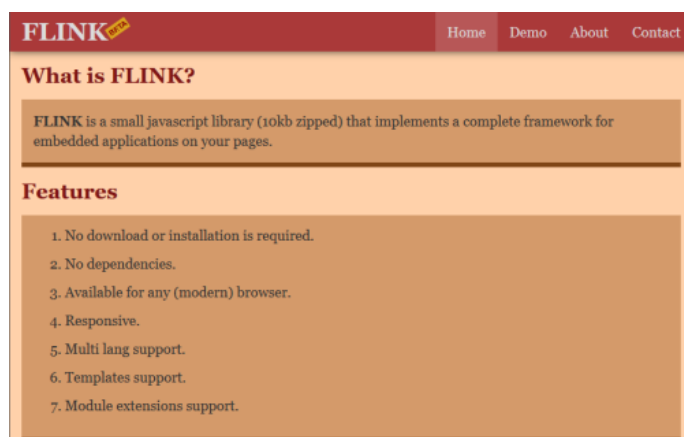 FLINK BETA
Home Demo About Contact
What is FLINK?
FLINK is a small javascript library (10kb zipped) that implements a complete framework for
embedded applications on your pages.
Features
1. No download or installation is required.
2. No dependencies.
3. Available for any (modern) browser.
4. Responsive.
5. Multi lang support.
6. Templates support.
7. Module extensions support.